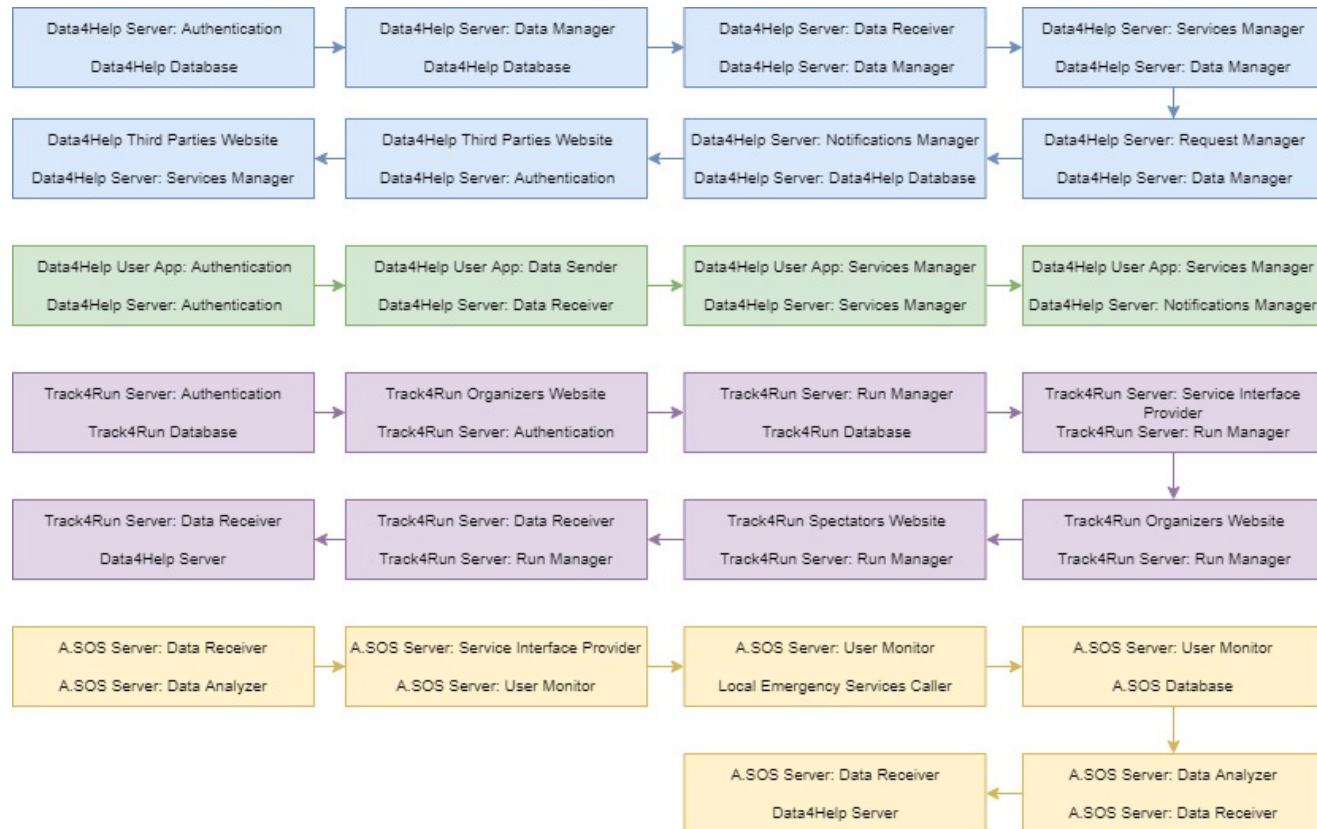 Data4Help Server: Authentication
Data4Help Database
Data4Help Server: Data Manager
Data4Help Database
Data4Help Server: Data Receiver
Data4Help Server: Data Manager
Data4Help Server: Services Manager
Data4Help Server: Data Manager
Data4Help Third Parties Website
Data4Help Server: Services Manager
Data4Help Third Parties Website
Data4Help Server: Authentication
Data4Help Server: Notifications Manager
Data4Help Server: Data4Help Database
Data4Help Server: Request Manager
Data4Help Server: Data Manager
Data4Help User App: Authentication
Data4Help Server: Authentication
Data4Help User App: Data Sender
Data4Help Server: Data Receiver
Data4Help User App: Services Manager
Data4Help Server: Services Manager
Data4Help User App: Services Manager
Data4Help Server: Notifications Manager
Track4Run Server: Authentication
Track4Run Database
Track4Run Organizers Website
Track4Run Server: Authentication
Track4Run Server: Run Manager
Track4Run Database
Track4Run Server: Service Interface
Provider
Track4Run Server: Run Manager
Track4Run Server: Data Receiver
Data4Help Server
Track4Run Server: Data Receiver
Track4Run Server: Run Manager
Track4Run Spectators Website
Track4Run Server: Run Manager
Track4Run Organizers Website
Track4Run Server: Run Manager
A.SOS Server: Data Receiver
A.SOS Server: Data Analyzer
A.SOS Server: Service Interface Provider
A.SOS Server: User Monitor
A.SOS Server: User Monitor
Local Emergency Services Caller
A.SOS Server: User Monitor
A.SOS Database
A.SOS Server: Data Receiver
Data4Help Server
A.SOS Server: Data Analyzer
A.SOS Server: Data Receiver